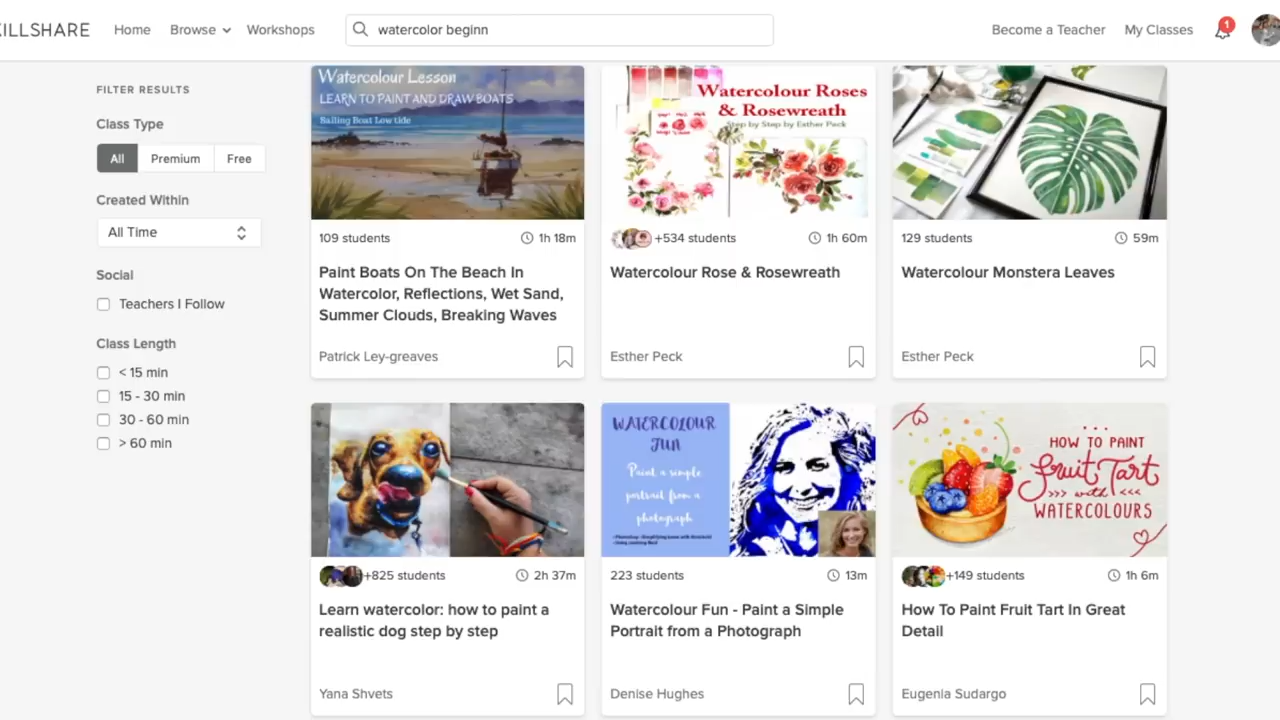 ILLSHARE
Home
Browse
Workshops
watercolor beginn
Become a Teacher
My Classes
1
FILTER RESULTS
Class Type
All
Premium
Free
Created Within
All Time
Social
Teachers I Follow
Class Length
< 15 min
15 - 30 min
30 - 60 min
> 60 min
Watercolour Lesson
LEARN TO PAINT AND DRAW BOATS
Sailing Boat Low tide
109 students
1h 18m
Paint Boats On The Beach In
Watercolor, Reflections, Wet Sand,
Summer Clouds, Breaking Waves
Patrick Ley-greaves
Watercolour Roses
& Rosewreath
Step by Step by Esther Peck
+534 students
1h 60m
Watercolour Rose & Rosewreath
Esther Peck
129 students
59m
Watercolour Monstera Leaves
Esther Peck
+825 students
2h 37m
Learn watercolor: how to paint a
realistic dog step by step
Yana Shvets
WATERCOLOUR
FUN
Paint a simple
portrait from a
photograph
223 students
13m
Watercolour Fun - Paint a Simple
Portrait from a Photograph
Denise Hughes
HOW TO PAINT
fruit Tart
>>> with <<<
WATERCOLOURS
+149 students
1h 6m
How To Paint Fruit Tart In Great
Detail
Eugenia Sudargo